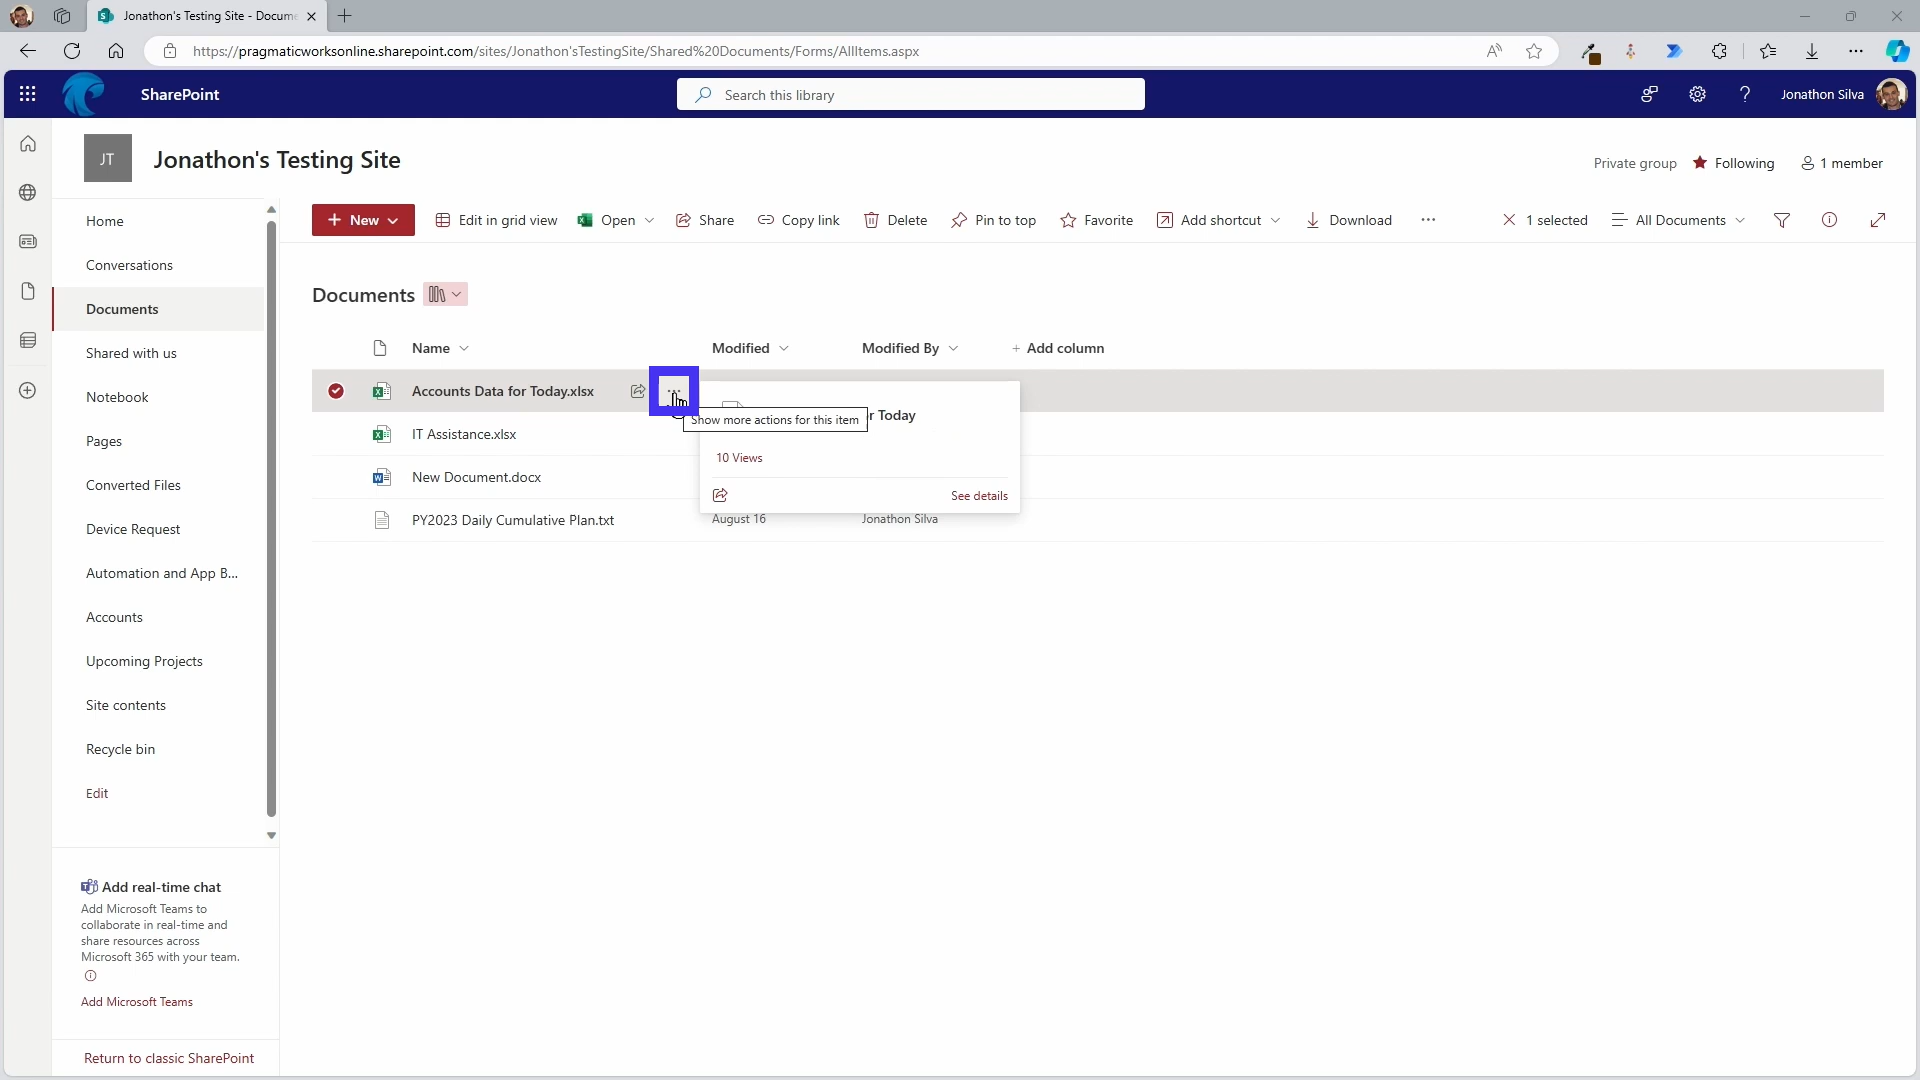 Jonathon's Testing Site - Docume
https://pragmaticworksonline.sharepoint.com/sites/Jonathon'sTestingSite/Shared%20Documents/Forms/AllItems.aspx
SharePoint
Search this library
Jonathon Silva
JT
Jonathon's Testing Site
Private group
Following
1 member
New
Edit in grid view
Open
Share
Copy link
Delete
Pin to top
Favorite
Add shortcut
Download
1 selected
All Documents
Home
Conversations
Documents
Shared with us
Notebook
Pages
Converted Files
Device Request
Automation and App B...
Accounts
Upcoming Projects
Site contents
Recycle bin
Edit
Documents
Name
Modified
Modified By
+ Add column
Accounts Data for Today.xlsx
IT Assistance.xlsx
New Document.docx
PY2023 Daily Cumulative Plan.txt
August 16
Jonathon Silva
r Today
Show more actions for this item
10 Views
See details
Add real-time chat
Add Microsoft Teams to
collaborate in real-time and
share resources across
Microsoft 365 with your team.
Add Microsoft Teams
Return to classic SharePoint